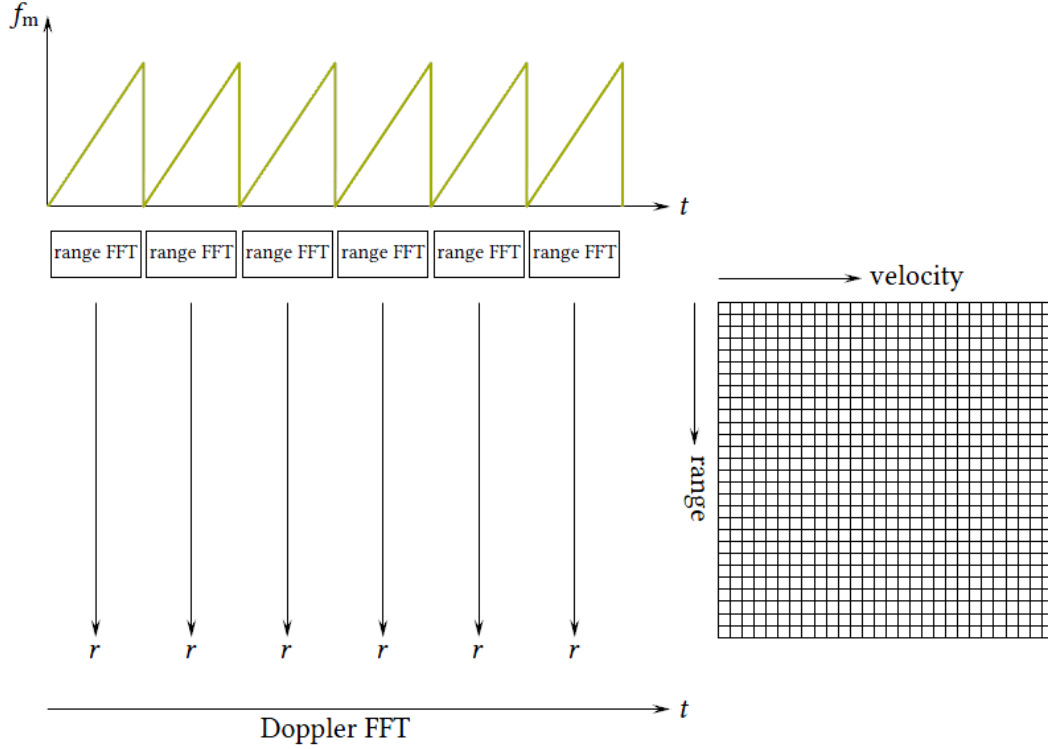 fm
t
range FFT range FFT range FFT range FFT range FFT range FFT
velocity
range
r r r r r r
t
Doppler FFT